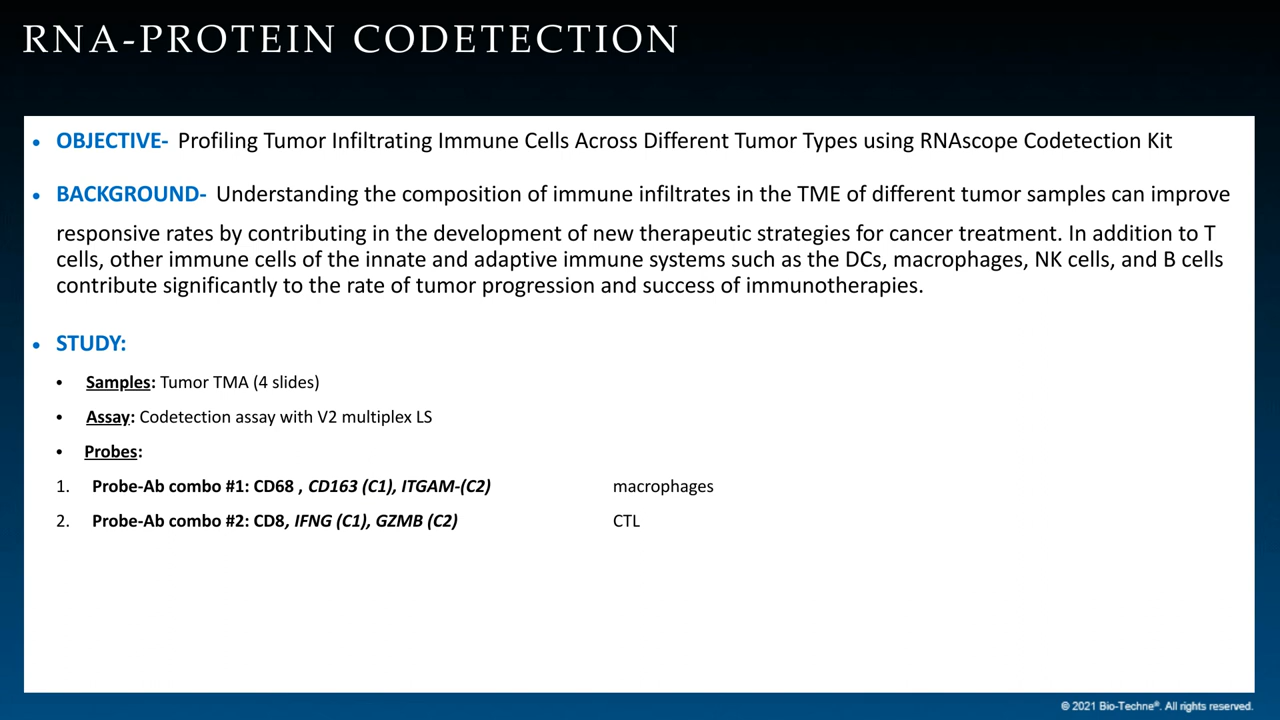 RNA-PROTEIN CODETECTION
• OBJECTIVE- Profiling Tumor Infiltrating Immune Cells Across Different Tumor Types using RNAscope Codetection Kit
• BACKGROUND- Understanding the composition of immune infiltrates in the TME of different tumor samples can improve
responsive rates by contributing in the development of new therapeutic strategies for cancer treatment. In addition to T
cells, other immune cells of the innate and adaptive immune systems such as the DCs, macrophages, NK cells, and B cells
contribute significantly to the rate of tumor progression and success of immunotherapies.
• STUDY:
• Samples: Tumor TMA (4 slides)
• Assay: Codetection assay with V2 multiplex LS
• Probes:
1. Probe-Ab combo #1: CD68 , CD163 (C1), ITGAM-(C2) macrophages
2. Probe-Ab combo #2: CD8, IFNG (C1), GZMB (C2) CTL
© 2021 Bio-Techne®. All rights reserved.